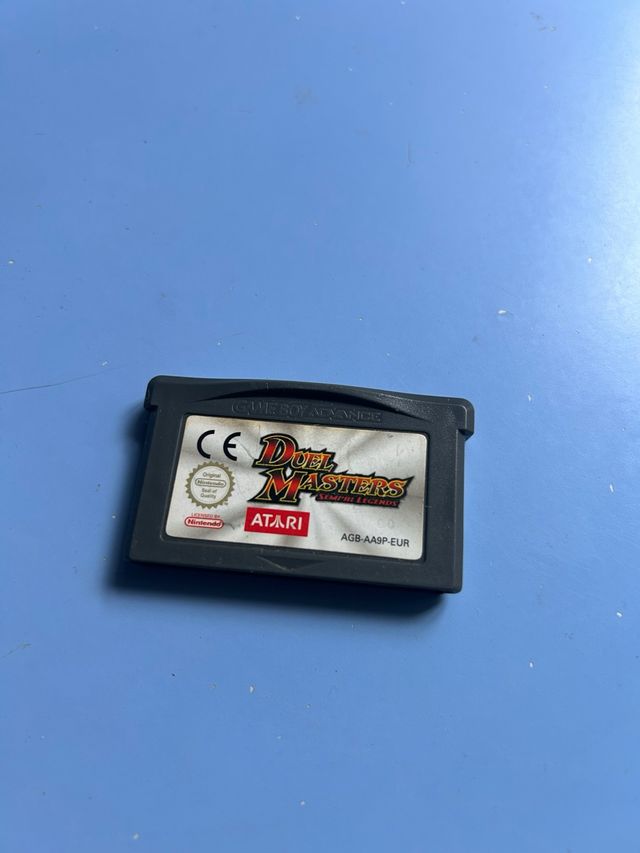 GAME BOY ADVANCE
CE
DUEL
MASTERS
SEMPAI LEGENDS
Original
Nintendo
Seal of
Quality
LICENSED BY
Nintendo
ATARI
AGB-AA9P-EUR